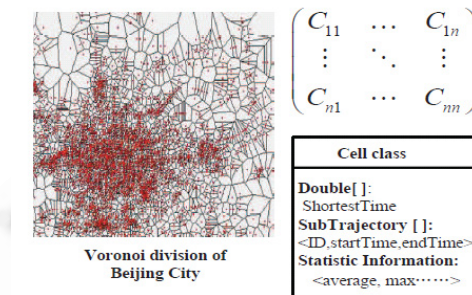 C11 … C1n
⋮ ⋱ ⋮
Cn1 ⋯ Cnn
Cell class
Double[ ]:
ShortestTime
SubTrajectory [ ]:
<ID,startTime,endTime>
Statistic Information:
<average, max⋯⋯>
Voronoi division of
Beijing City